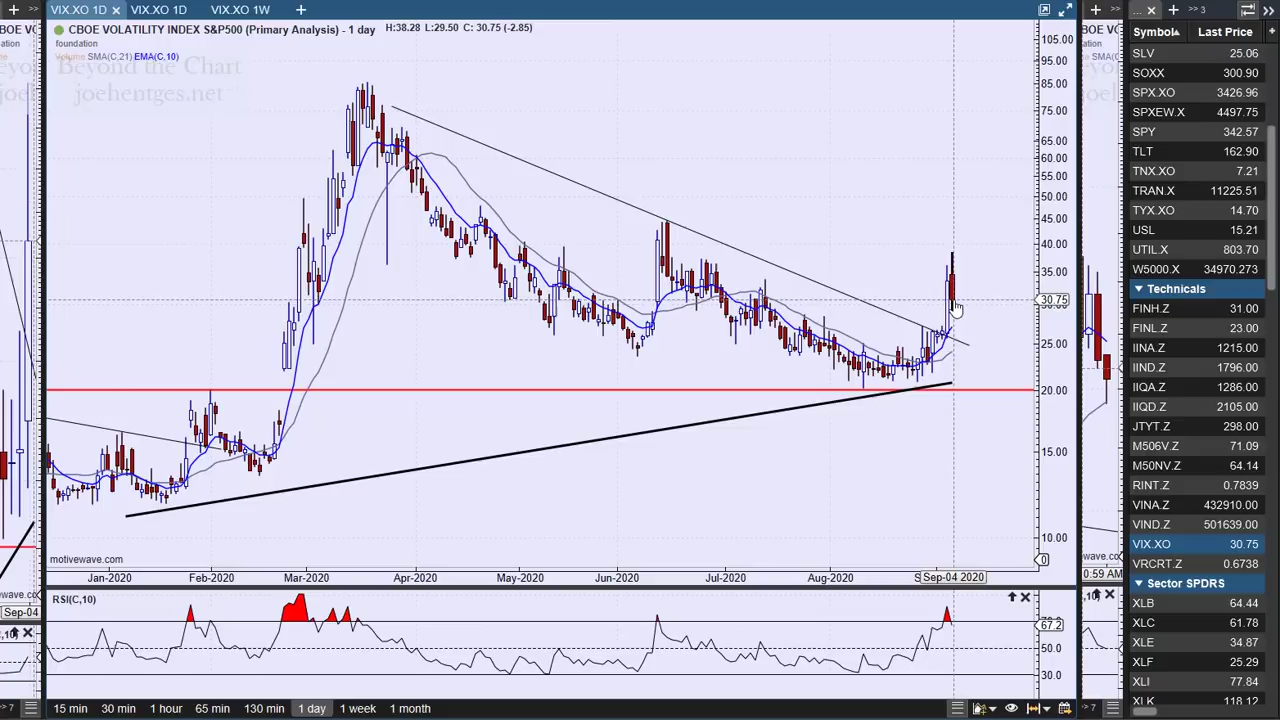 VIX.XO 1D
VIX.XO 1D
VIX.XO 1W
CBOE VOLATILITY INDEX S&P500 (Primary Analysis) - 1 day
H:38.28 L:29.50 C: 30.75 (-2.85)
foundation
Volume SMA(C,21) EMA(C,10)
Beyond the Chart
joehentges.net
105.00
95.00
85.00
75.00
65.00
60.00
55.00
50.00
45.00
40.00
35.00
30.75
25.00
20.00
15.00
10.00
0
motivewave.com
Jan-2020
Feb-2020
Mar-2020
Apr-2020
May-2020
Jun-2020
Jul-2020
Aug-2020
Sep-04 2020
RSI(C,10)
67.2
50.0
30.0
15 min
30 min
1 hour
65 min
130 min
1 day
1 week
1 month
Symbol
Last Price
SLV 25.06
SOXX 300.90
SPX.XO 3426.96
SPXEW.X 4497.75
SPY 342.57
TLT 162.90
TNX.XO 7.21
TRAN.X 11225.51
TYX.XO 14.70
USL 15.21
UTIL.X 803.70
W5000.X 34970.273
Technicals
FINH.Z 31.00
FINL.Z 23.00
IINA.Z 1215.00
IIND.Z 1796.00
IIQA.Z 1286.00
IIQD.Z 2105.00
JTYT.Z 298.00
M506V.Z 71.09
M50NV.Z 64.14
RINT.Z 0.7839
VINA.Z 432910.00
VIND.Z 501639.00
VIX.XO 30.75
VRCRT.Z 0.6738
Sector SPDRS
XLB 64.44
XLC 61.78
XLE 34.87
XLF 25.29
XLI 77.84
XLK 118.12